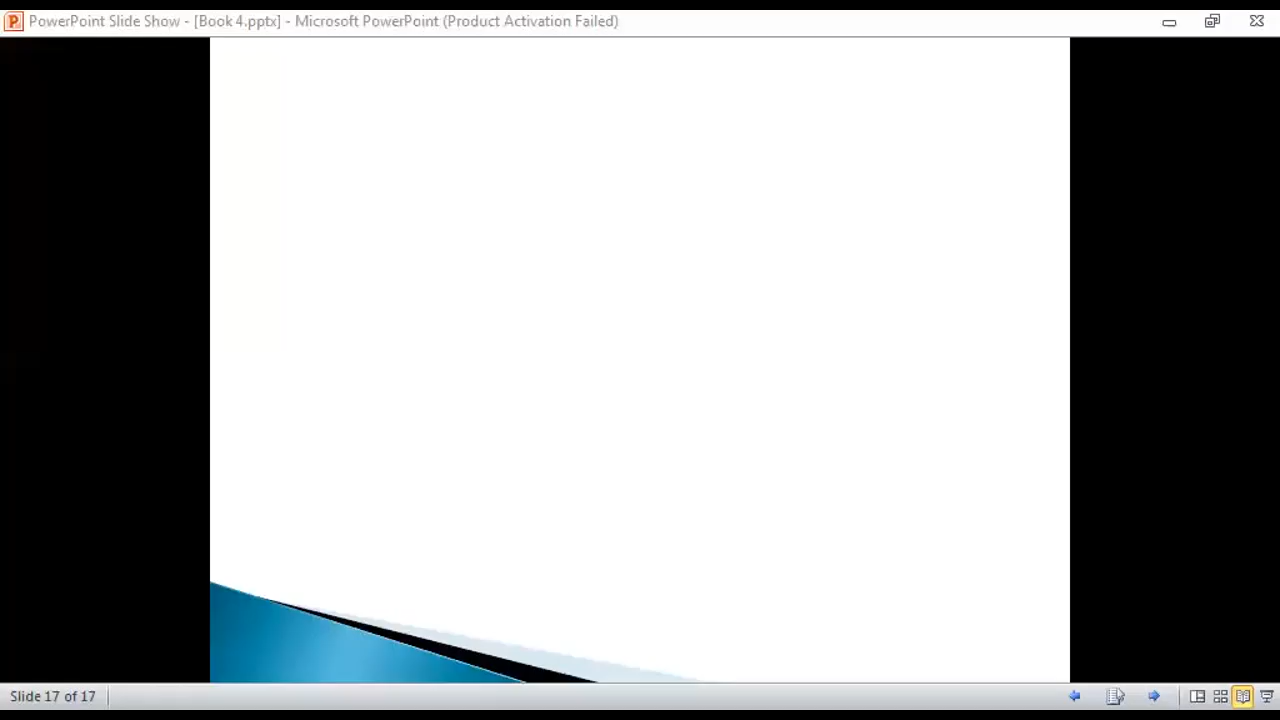 PowerPoint Slide Show - [Book 4.pptx] - Microsoft PowerPoint (Product Activation Failed)
Slide 17 of 17